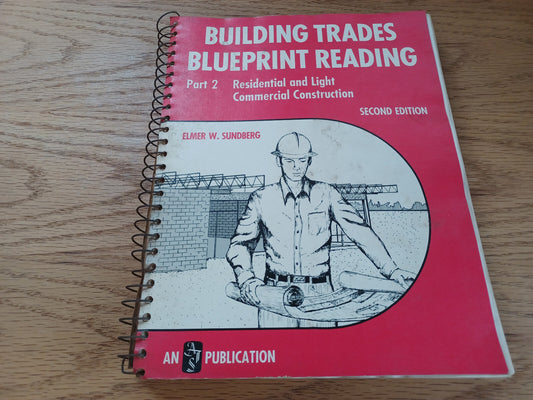 BUILDING TRADES
BLUEPRINT READING
Part 2 Residential and Light
Commercial Construction
SECOND EDITION
ELMER W. SUNDBERG
AN
PUBLICATION